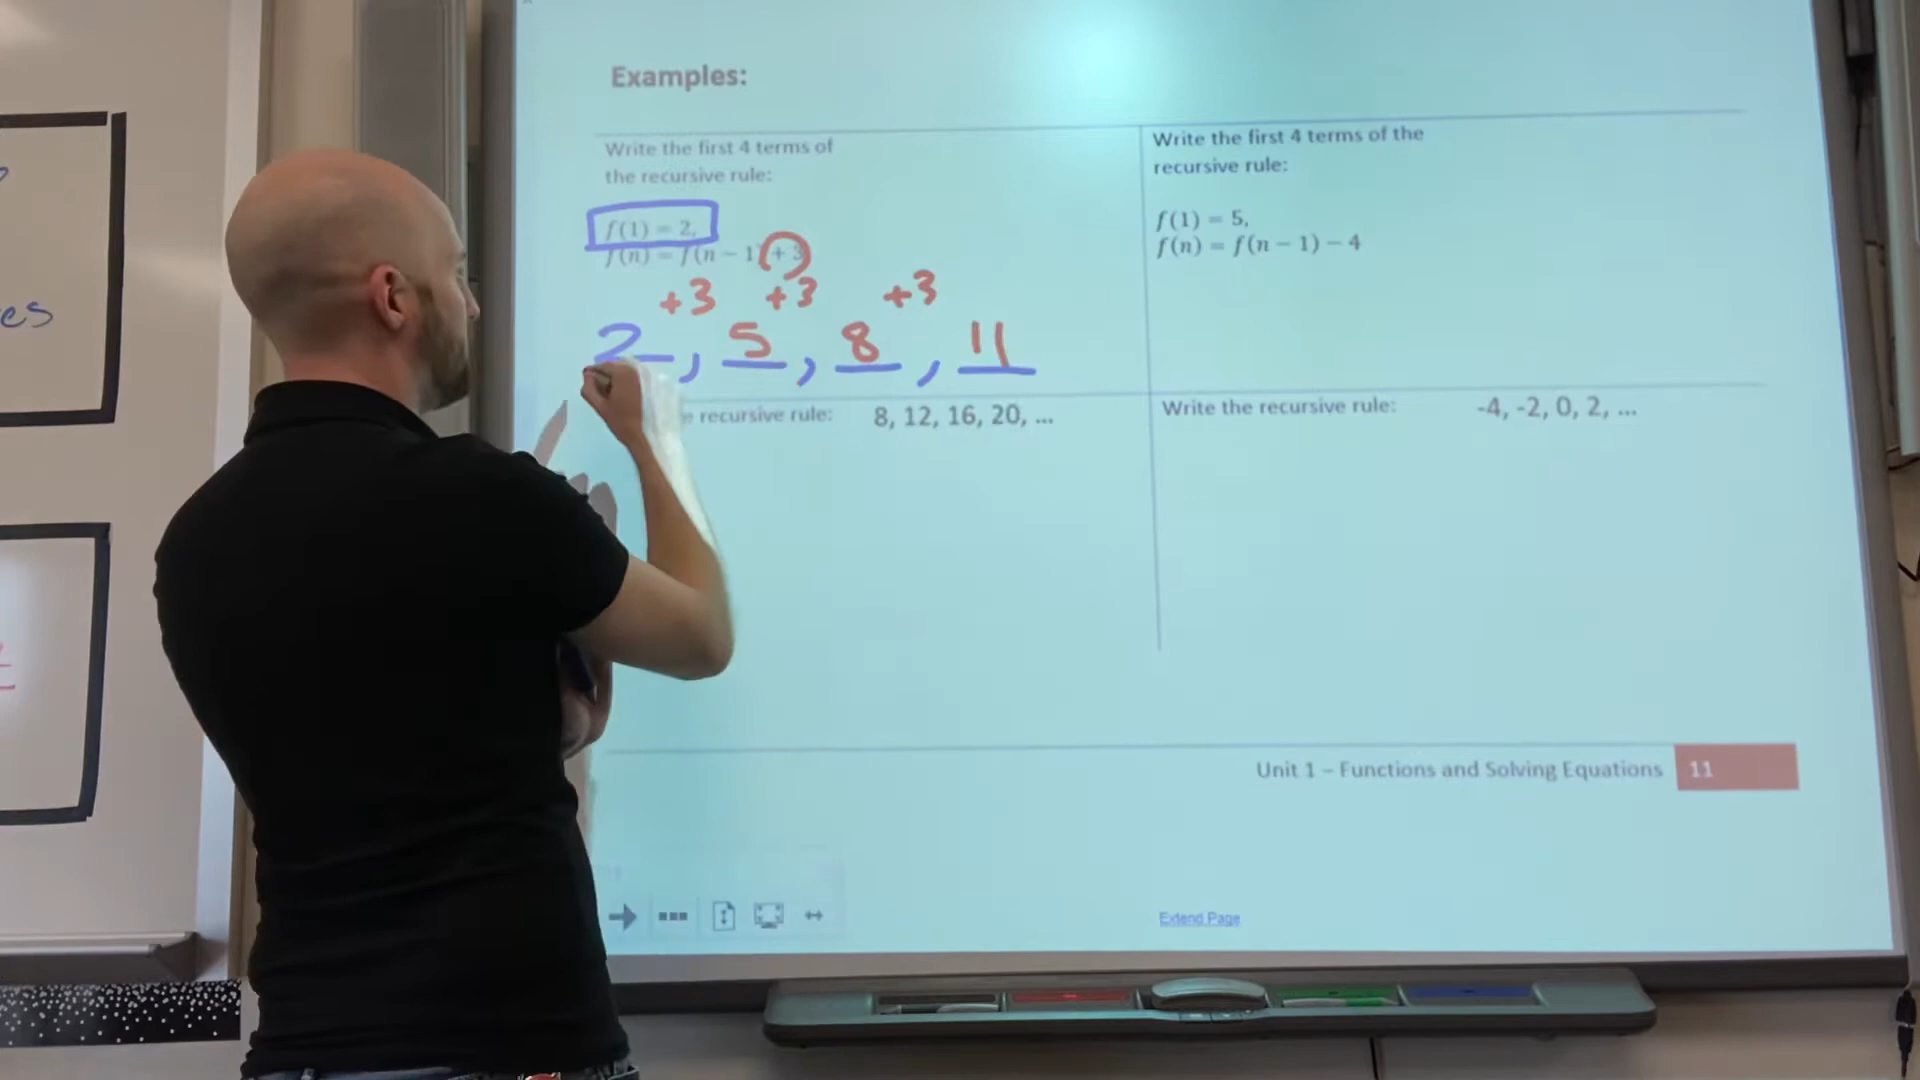 Examples:
Write the first 4 terms of
the recursive rule:
f(1) = 2,
f(n) = f(n − 1) + 3
+3 +3 +3
2, 5, 8, 11
Write the first 4 terms of the
recursive rule:
f(1) = 5,
f(n) = f(n − 1) − 4
recursive rule: 8, 12, 16, 20, ...
Write the recursive rule: -4, -2, 0, 2, ...
Unit 1 – Functions and Solving Equations 11
Extend Page
es